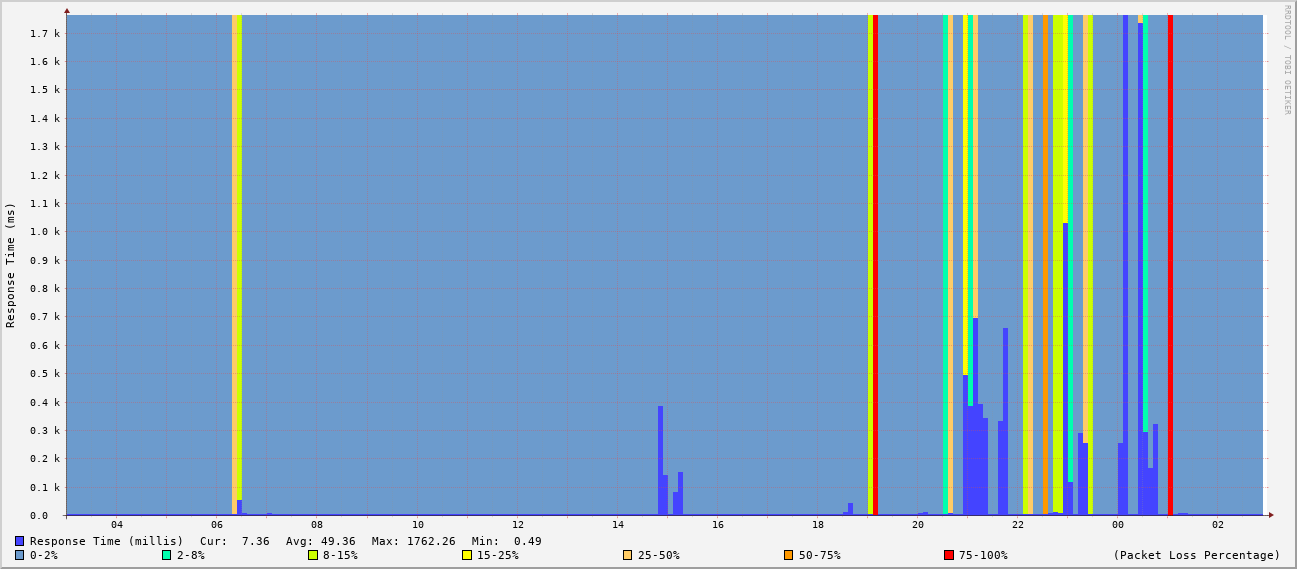 RRDTOOL / TOBI OETIKER
Response Time (ms)
1.7 k
1.6 k
1.5 k
1.4 k
1.3 k
1.2 k
1.1 k
1.0 k
0.9 k
0.8 k
0.7 k
0.6 k
0.5 k
0.4 k
0.3 k
0.2 k
0.1 k
0.0
04 06 08 10 12 14 16 18 20 22 00 02
Response Time (millis) Cur: 7.36 Avg: 49.36 Max: 1762.26 Min: 0.49
0-2% 2-8% 8-15% 15-25% 25-50% 50-75% 75-100% (Packet Loss Percentage)